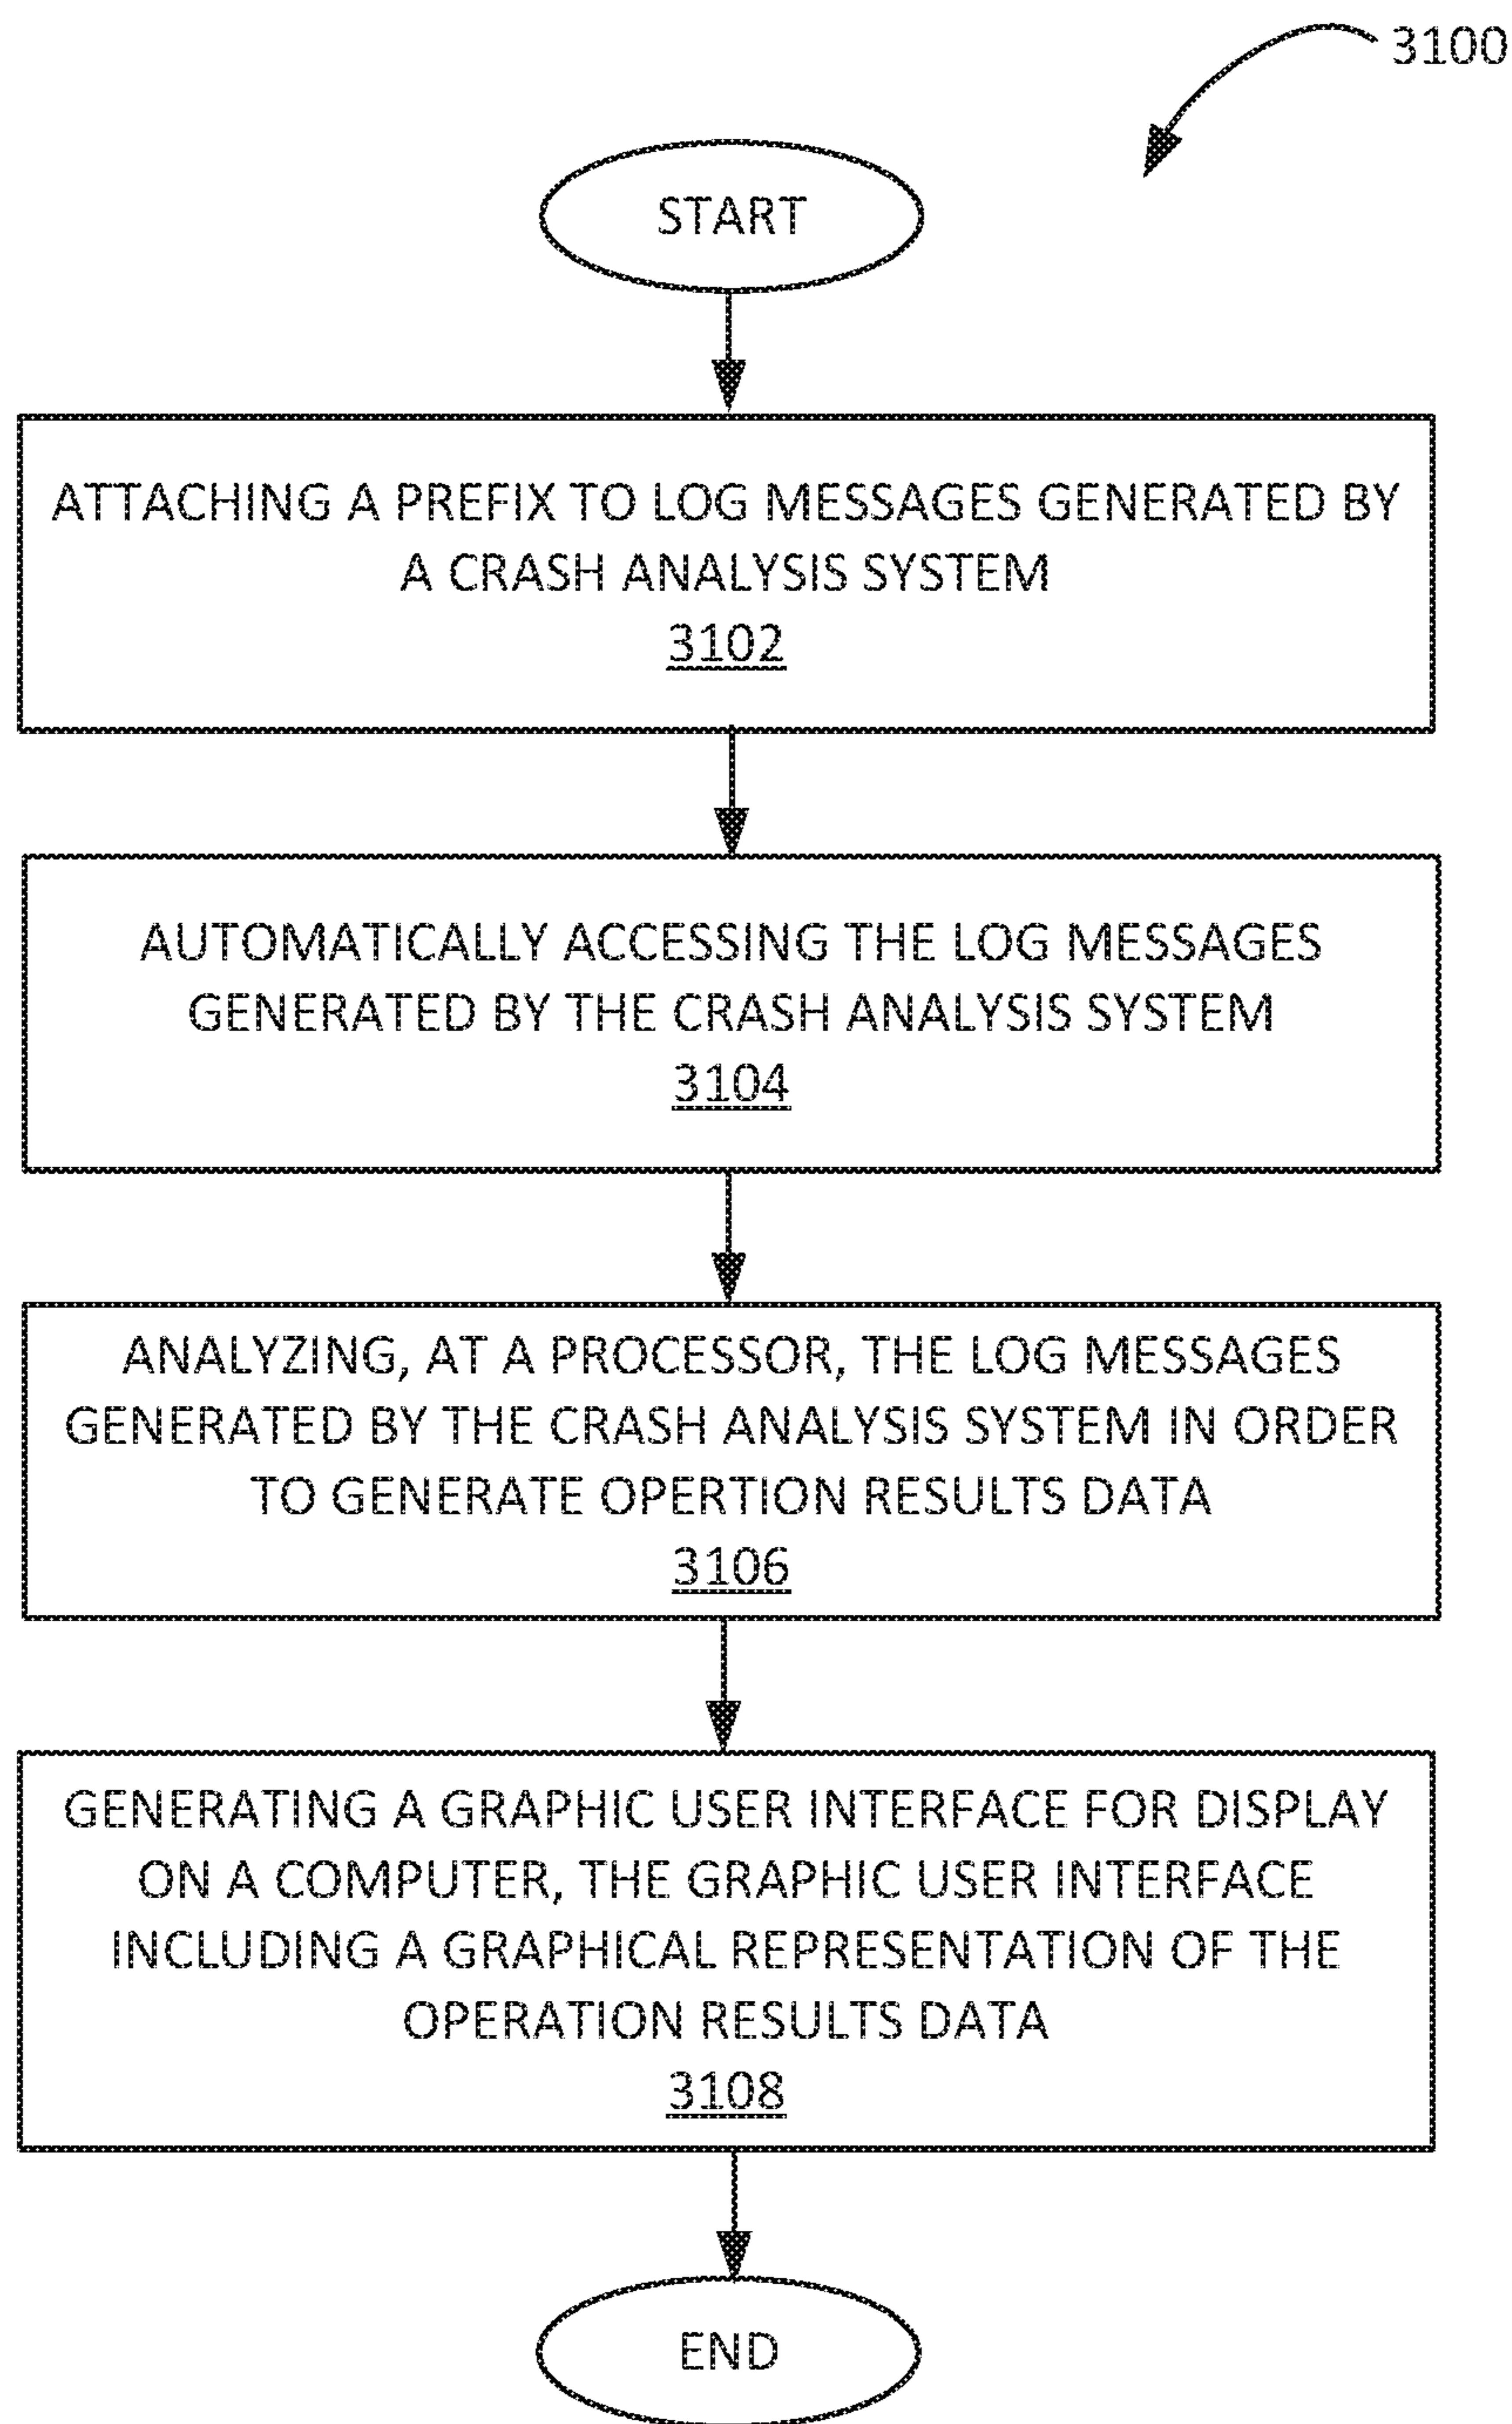 3100
START
ATTACHING A PREFIX TO LOG MESSAGES GENERATED BY
A CRASH ANALYSIS SYSTEM
3102
AUTOMATICALLY ACCESSING THE LOG MESSAGES
GENERATED BY THE CRASH ANALYSIS SYSTEM
3104
ANALYZING, AT A PROCESSOR, THE LOG MESSAGES
GENERATED BY THE CRASH ANALYSIS SYSTEM IN ORDER
TO GENERATE OPERTION RESULTS DATA
3106
GENERATING A GRAPHIC USER INTERFACE FOR DISPLAY
ON A COMPUTER, THE GRAPHIC USER INTERFACE
INCLUDING A GRAPHICAL REPRESENTATION OF THE
OPERATION RESULTS DATA
3108
END